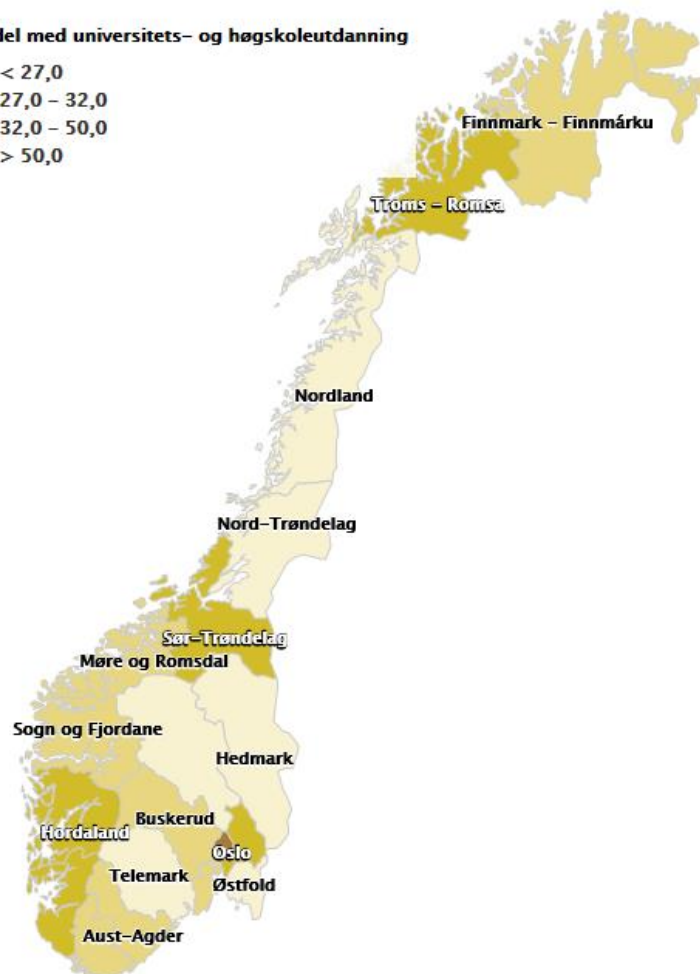 del med universitets- og høgskoleutdanning
< 27,0
27,0 – 32,0
32,0 – 50,0
> 50,0
Finnmark – Finnmárku
Troms – Romsa
Nordland
Nord-Trøndelag
Sør-Trøndelag
Møre og Romsdal
Sogn og Fjordane
Hedmark
Buskerud
Hordaland
Oslo
Telemark
Østfold
Aust-Agder